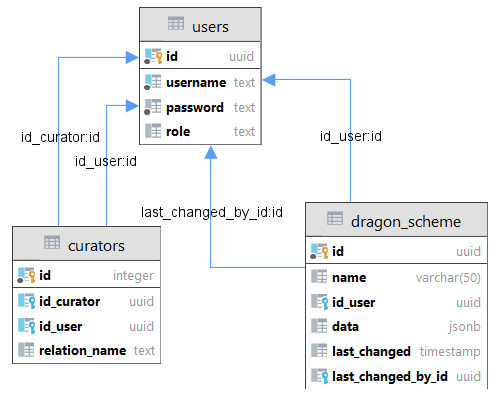 users
id uuid
username text
password text
role text
id_curator:id
id_user:id
id_user:id
last_changed_by_id:id
curators
id integer
id_curator uuid
id_user uuid
relation_name text
dragon_scheme
id uuid
name varchar(50)
id_user uuid
data jsonb
last_changed timestamp
last_changed_by_id uuid